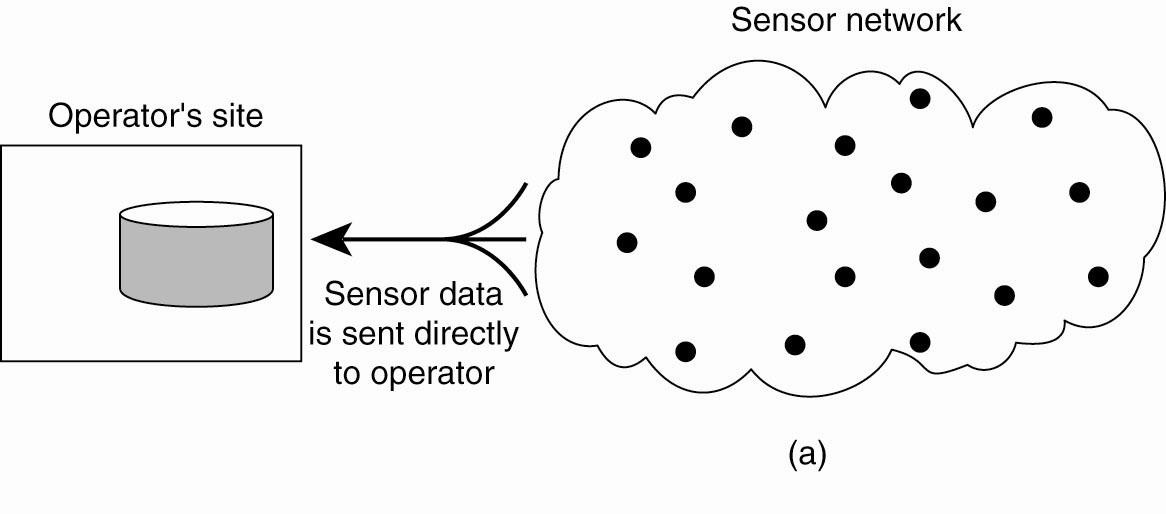 Sensor network
Operator's site
Sensor data
is sent directly
to operator
(a)